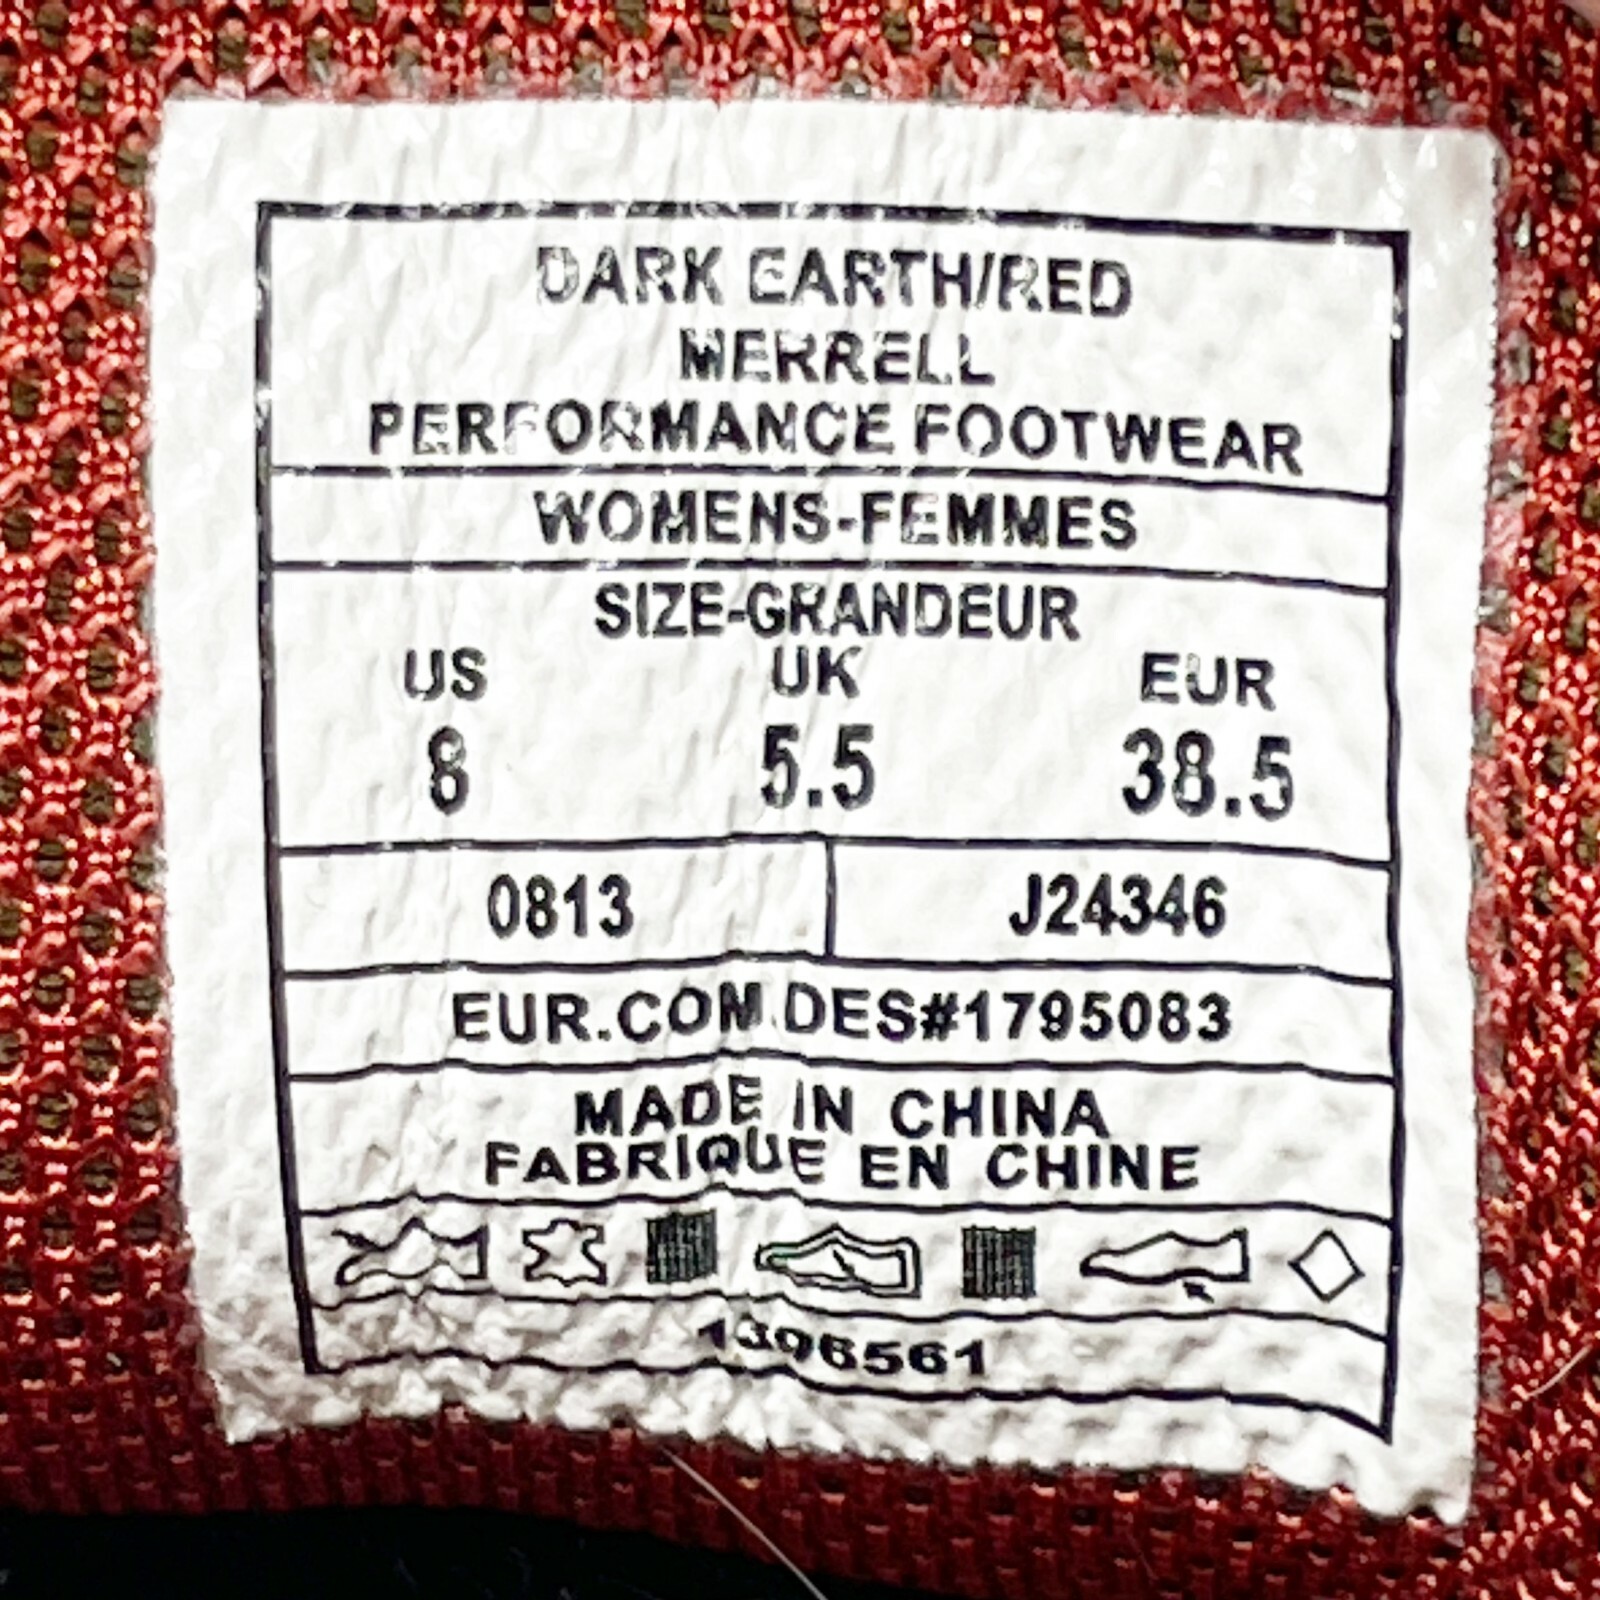 DARK EARTH/RED
MERRELL
PERFORMANCE FOOTWEAR
WOMENS-FEMMES
SIZE-GRANDEUR
US UK EUR
8 5.5 38.5
0813 J24346
EUR.COM.DES#1795083
MADE IN CHINA
FABRIQUE EN CHINE
1396561